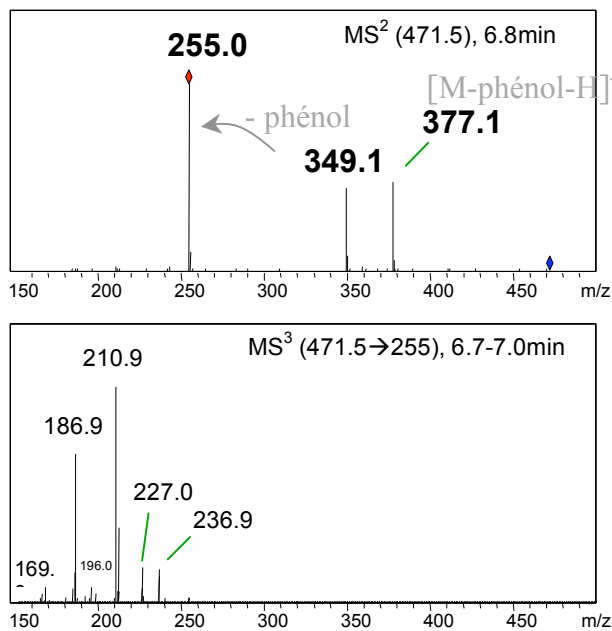 255.0
MS² (471.5), 6.8min
[M-phénol-H]-
- phénol
377.1
349.1
150 200 250 300 350 400 450 m/z
MS³ (471.5→255), 6.7-7.0min
210.9
186.9
227.0
236.9
169. 196.0
150 200 250 300 350 400 450 m/z